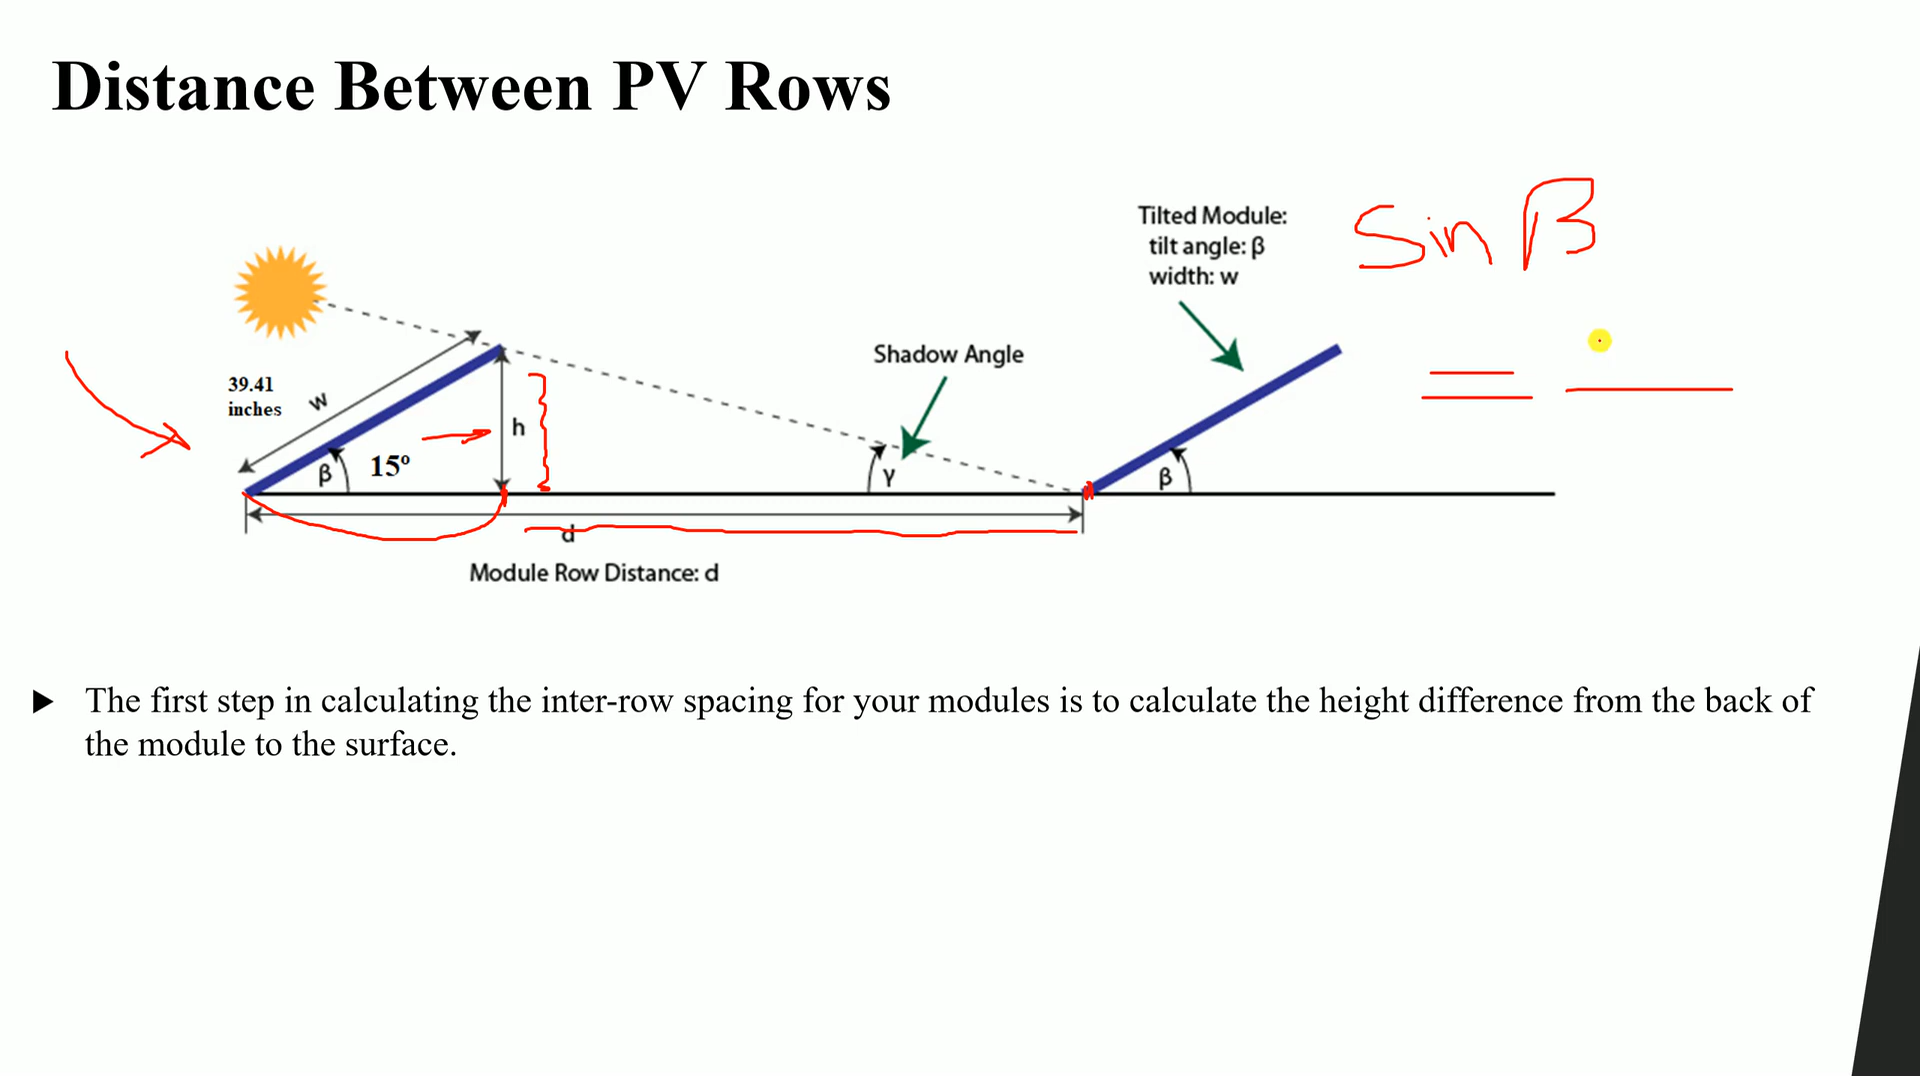 Distance Between PV Rows
Tilted Module:
tilt angle: β
width: w
Sin β
=
Shadow Angle
39.41
inches
w
h
β
15º
γ
β
d
Module Row Distance: d
The first step in calculating the inter-row spacing for your modules is to calculate the height difference from the back of
the module to the surface.